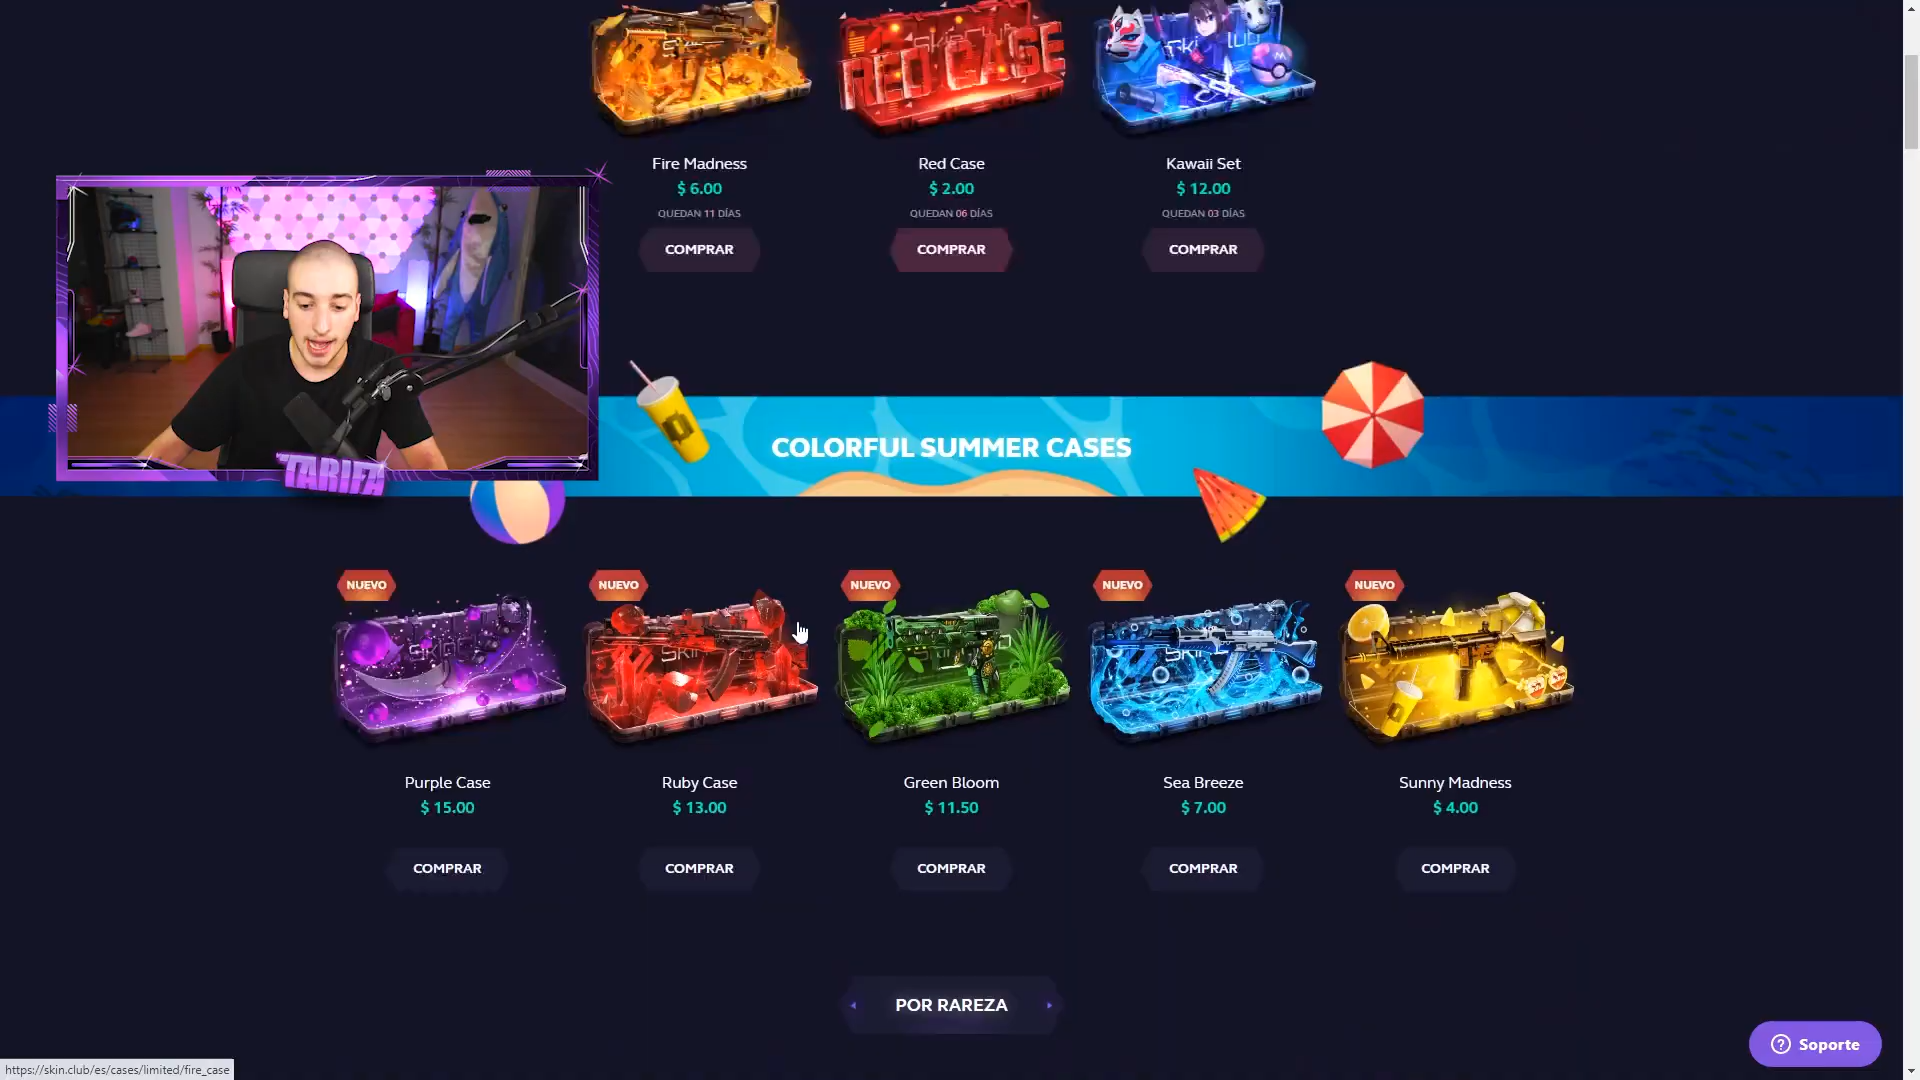 RED CASE
Fire Madness
$ 6.00
QUEDAN 11 DÍAS
COMPRAR
Red Case
$ 2.00
QUEDAN 06 DÍAS
COMPRAR
Kawaii Set
$ 12.00
QUEDAN 03 DÍAS
COMPRAR
TARIFA
COLORFUL SUMMER CASES
NUEVO
Purple Case
$ 15.00
COMPRAR
NUEVO
Ruby Case
$ 13.00
COMPRAR
NUEVO
Green Bloom
$ 11.50
COMPRAR
NUEVO
Sea Breeze
$ 7.00
COMPRAR
NUEVO
Sunny Madness
$ 4.00
COMPRAR
POR RAREZA
Soporte
https://skin.club/es/cases/limited/fire_case